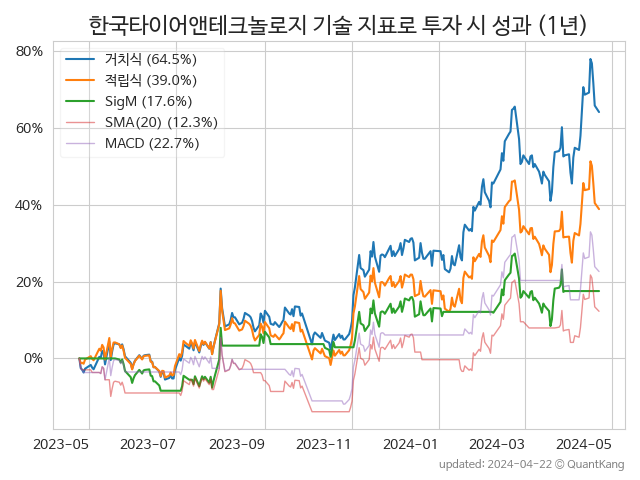 한국타이어앤테크놀로지 기술 지표로 투자 시 성과 (1년)
80%
60%
40%
20%
0%
거치식 (64.5%)
적립식 (39.0%)
SigM (17.6%)
SMA(20) (12.3%)
MACD (22.7%)
2023-05 2023-07 2023-09 2023-11 2024-01 2024-03 2024-05
updated: 2024-04-22 © QuantKang